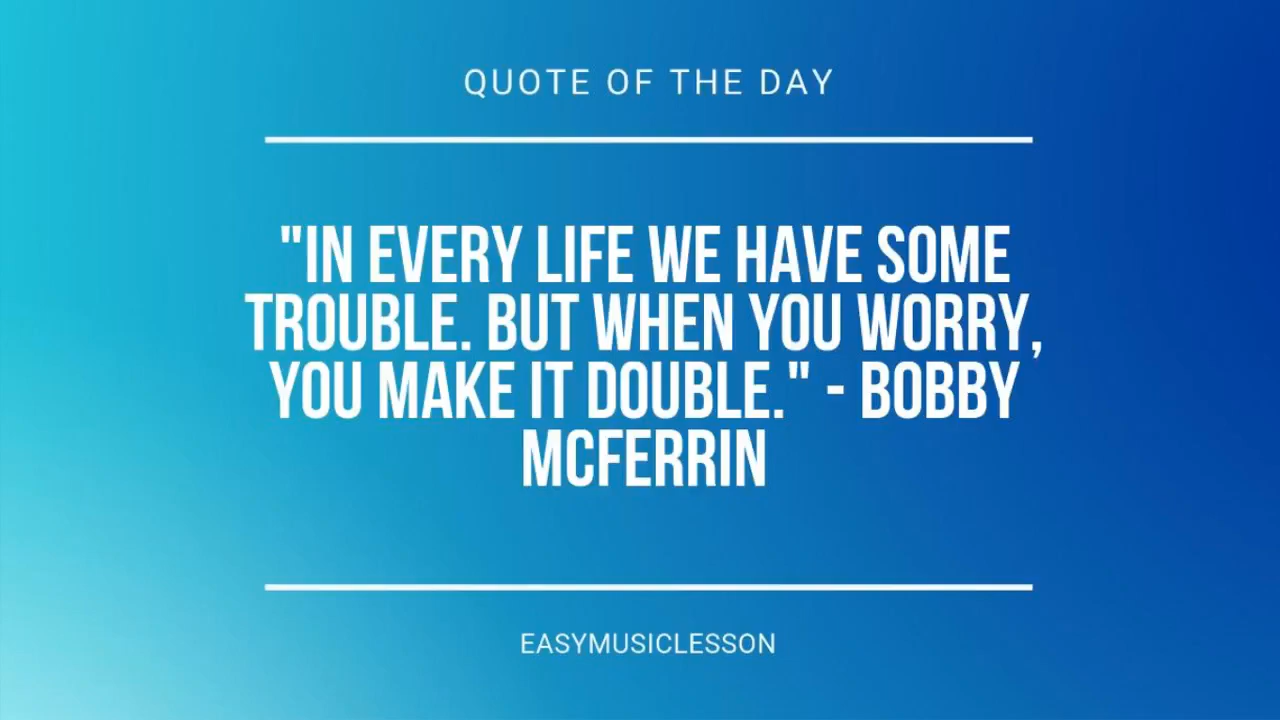 QUOTE OF THE DAY
"IN EVERY LIFE WE HAVE SOME
TROUBLE. BUT WHEN YOU WORRY,
YOU MAKE IT DOUBLE." - BOBBY
MCFERRIN
EASYMUSICLESSON